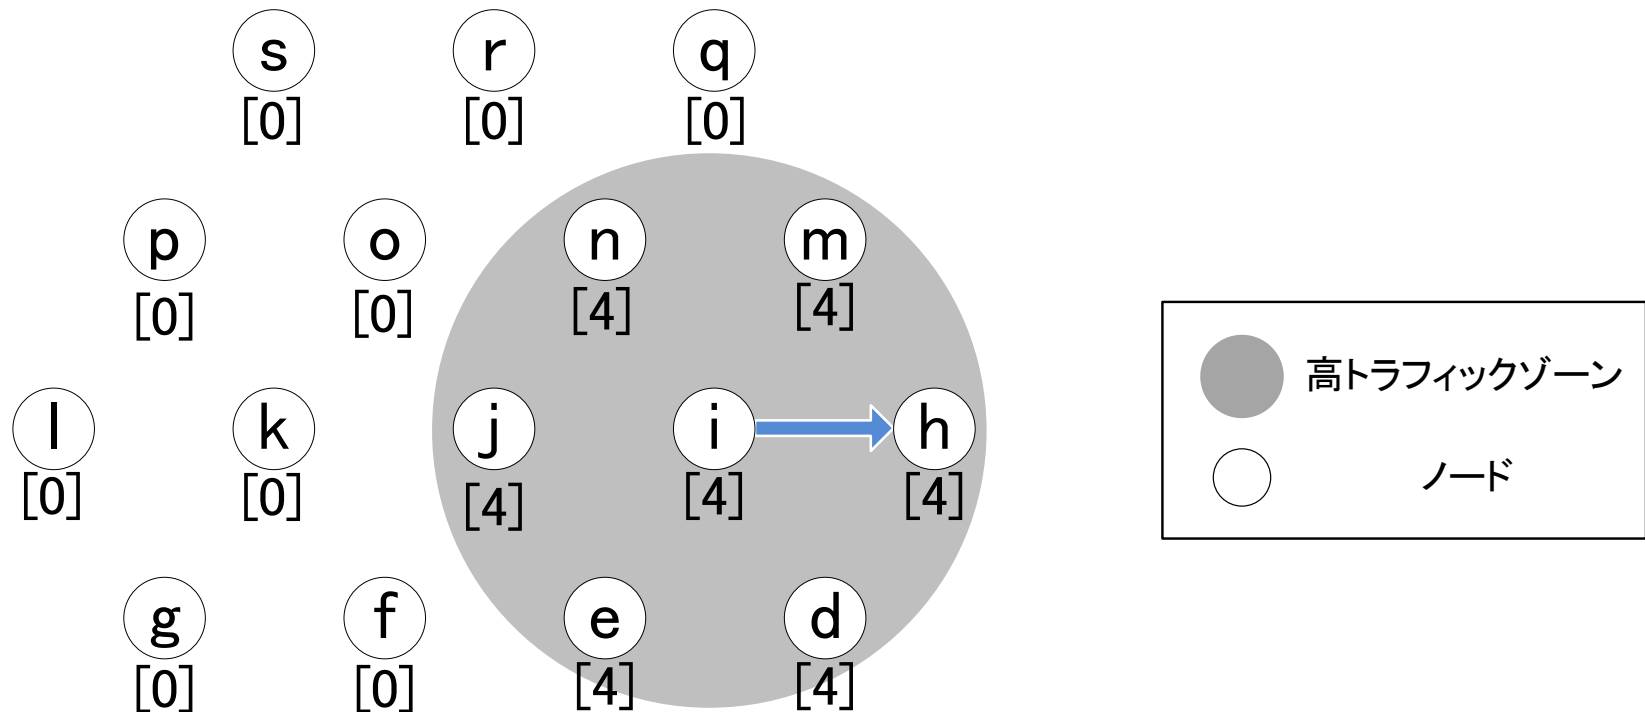 s r q
[0] [0] [0]
p o n m
[0] [0] [4] [4]
l k j i h
[0] [0] [4] [4] [4]
g f e d
[0] [0] [4] [4]
高トラフィックゾーン
ノード